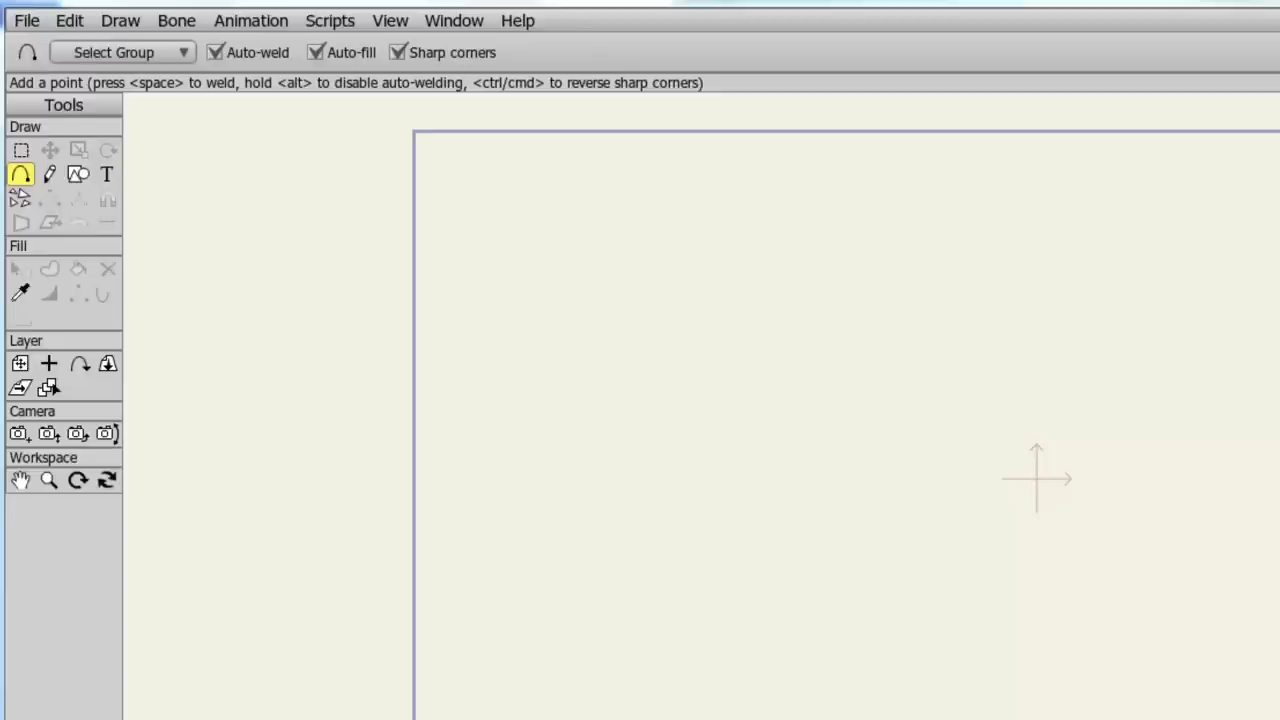 File Edit Draw Bone Animation Scripts View Window Help
Select Group Auto-weld Auto-fill Sharp corners
Add a point (press <space> to weld, hold <alt> to disable auto-welding, <ctrl/cmd> to reverse sharp corners)
Tools
Draw
T
Fill
Layer
Camera
Workspace